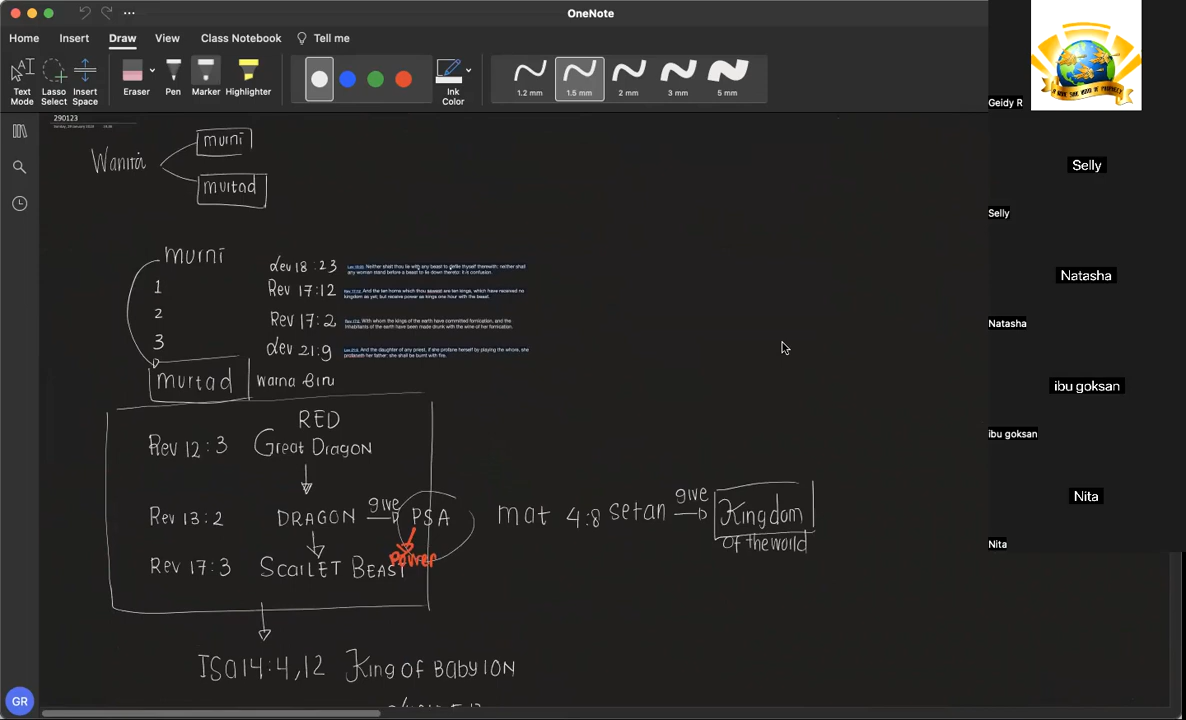 OneNote
Home Insert Draw View Class Notebook Tell me
Text Mode
Lasso Select
Insert Space
Eraser
Pen
Marker
Highlighter
Ink Color
1.2 mm
1.5 mm
2 mm
3 mm
5 mm
290123
Wanita
murni
murtad
murni
1
2
3
murtad
warna Biru
Lev 18:23
Neither shalt thou lie with any beast to defile thyself therewith: neither shall
any woman stand before a beast to lie down thereto: it is confusion.
Rev 17:12
And the ten horns which thou sawest are ten kings, which have received no
kingdom as yet; but receive power as kings one hour with the beast.
Rev 17:2
With whom the kings of the earth have committed fornication, and the
inhabitants of the earth have been made drunk with the wine of her fornication.
Lev 21:9
And the daughter of any priest, if she profane herself by playing the whore, she
profaneth her father: she shall be burnt with fire.
RED
Rev 12:3 Great Dragon
Rev 13:2 DRAGON give PSA
Power
Rev 17:3 ScarLET BEAST
mat 4:8 setan give Kingdom
of the world
ISa 14:4,12 King of BABYlON
Geidy R
Selly
Selly
Natasha
Natasha
ibu goksan
ibu goksan
Nita
Nita
GR